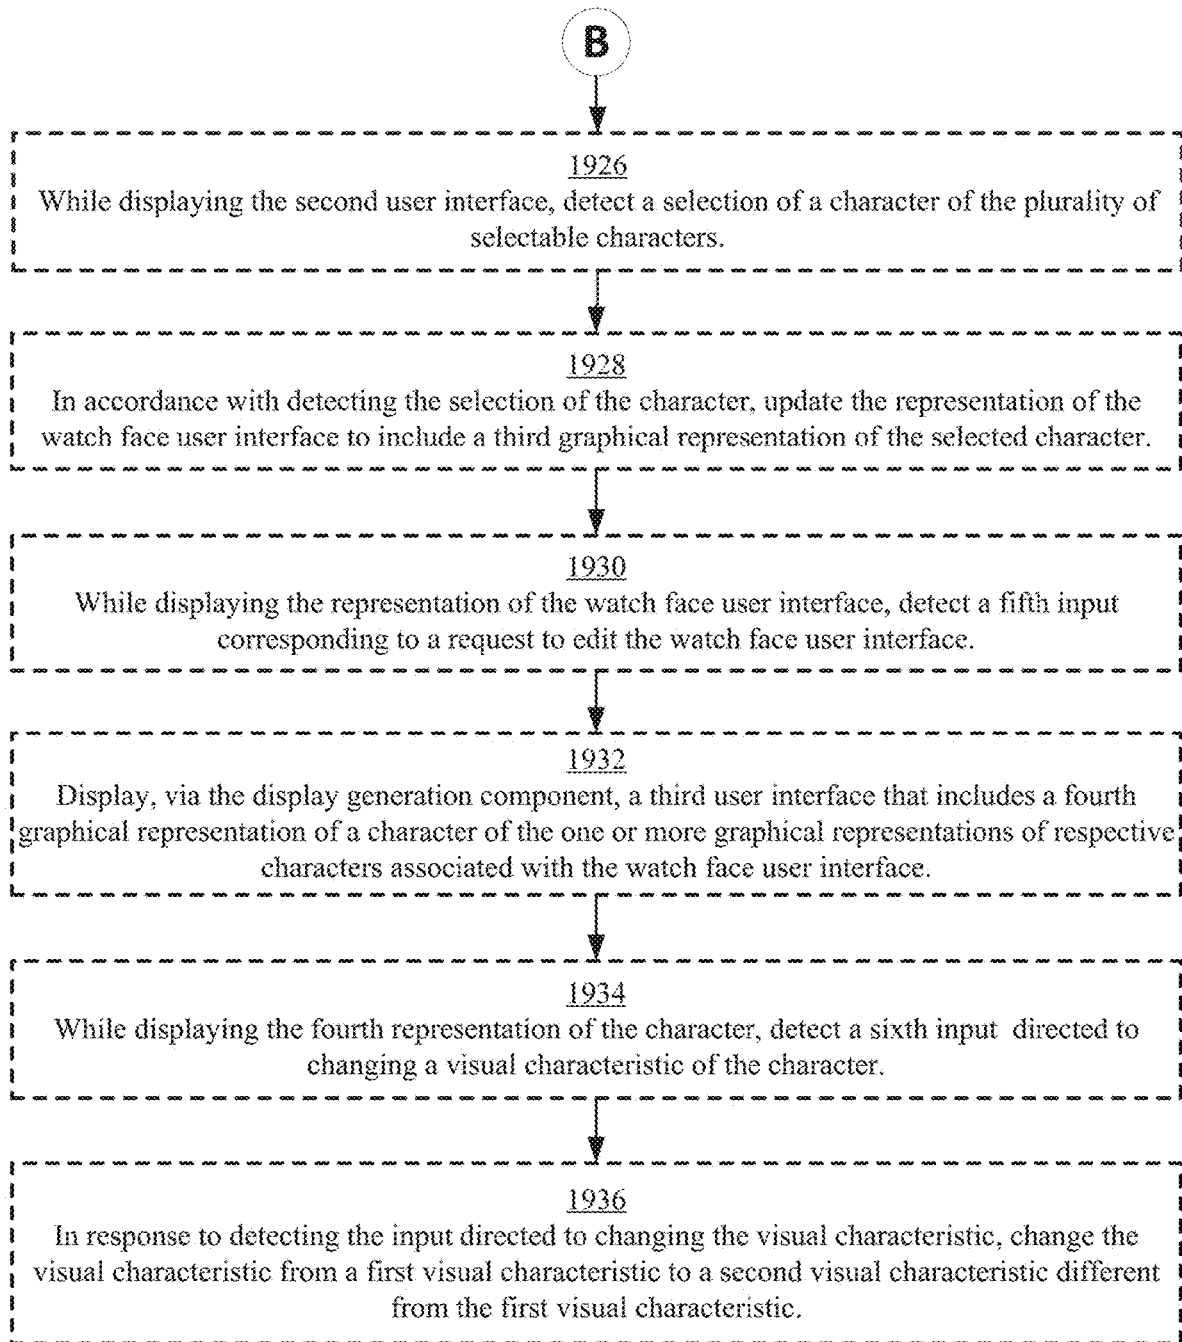 B
1926
While displaying the second user interface, detect a selection of a character of the plurality of
selectable characters.
1928
In accordance with detecting the selection of the character, update the representation of the
watch face user interface to include a third graphical representation of the selected character.
1930
While displaying the representation of the watch face user interface, detect a fifth input
corresponding to a request to edit the watch face user interface.
1932
Display, via the display generation component, a third user interface that includes a fourth
graphical representation of a character of the one or more graphical representations of respective
characters associated with the watch face user interface.
1934
While displaying the fourth representation of the character, detect a sixth input directed to
changing a visual characteristic of the character.
1936
In response to detecting the input directed to changing the visual characteristic, change the
visual characteristic from a first visual characteristic to a second visual characteristic different
from the first visual characteristic.